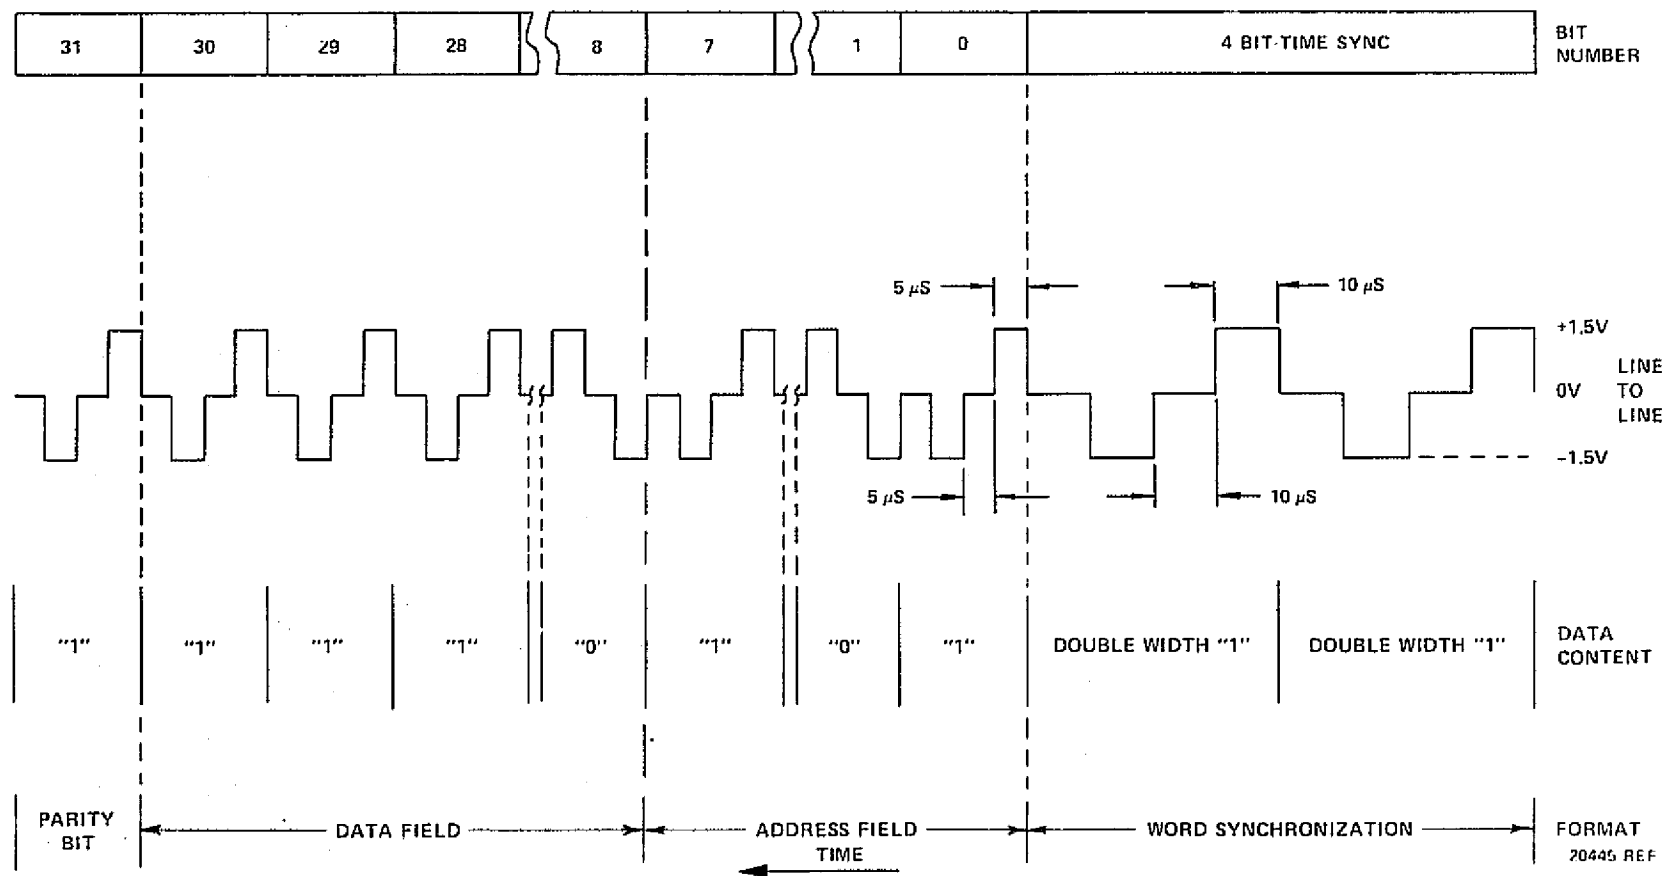 31 30 29 28 8 7 1 0 4 BIT-TIME SYNC
BIT
NUMBER
5 µS
10 µS
+1.5V
LINE
0V TO
LINE
-1.5V
5 µS
10 µS
"1" "1" "1" "1" "0" "1" "0" "1" DOUBLE WIDTH "1" DOUBLE WIDTH "1"
DATA
CONTENT
PARITY
BIT
DATA FIELD
ADDRESS FIELD
WORD SYNCHRONIZATION
FORMAT
TIME
20445 REF